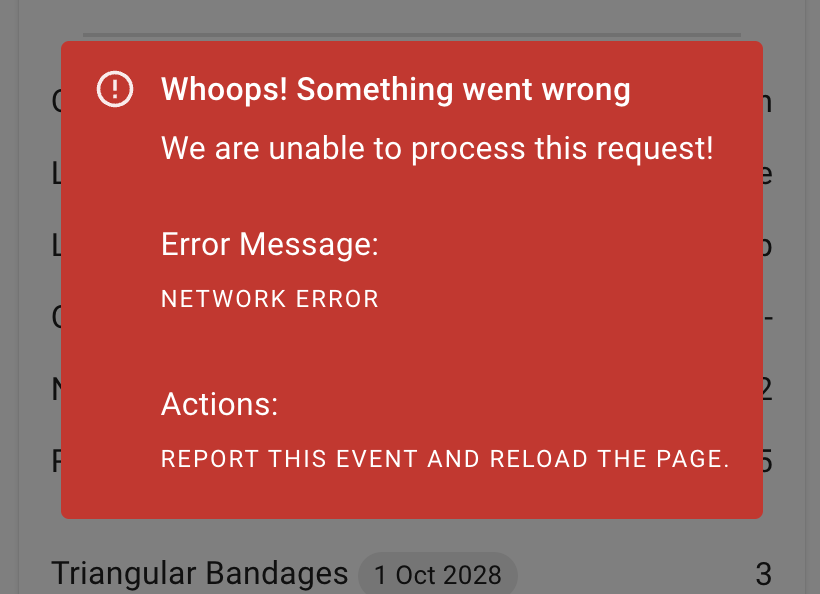 Whoops! Something went wrong
We are unable to process this request!
Error Message:
NETWORK ERROR
Actions:
REPORT THIS EVENT AND RELOAD THE PAGE.
Triangular Bandages 1 Oct 2028 3